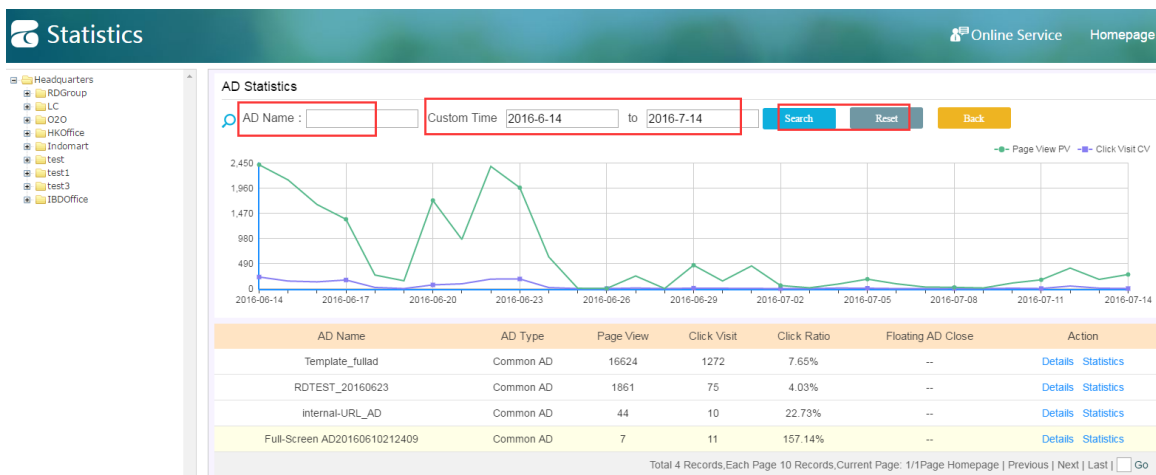 Statistics
Online Service Homepage
Headquarters
RDGroup
LC
O2O
HKOffice
Indomart
test
test1
test3
IBDOffice
AD Statistics
AD Name : Custom Time 2016-6-14 to 2016-7-14 Search Reset Back
Page View PV Click Visit CV
2,450
1,960
1,470
980
490
0
2016-06-14 2016-06-17 2016-06-20 2016-06-23 2016-06-26 2016-06-29 2016-07-02 2016-07-05 2016-07-08 2016-07-11 2016-07-14
AD Name AD Type Page View Click Visit Click Ratio Floating AD Close Action
Template_fullad Common AD 16624 1272 7.65% -- Details Statistics
RDTEST_20160623 Common AD 1861 75 4.03% -- Details Statistics
internal-URL_AD Common AD 44 10 22.73% -- Details Statistics
Full-Screen AD20160610212409 Common AD 7 11 157.14% -- Details Statistics
Total 4 Records,Each Page 10 Records,Current Page: 1/1Page Homepage | Previous | Next | Last | Go